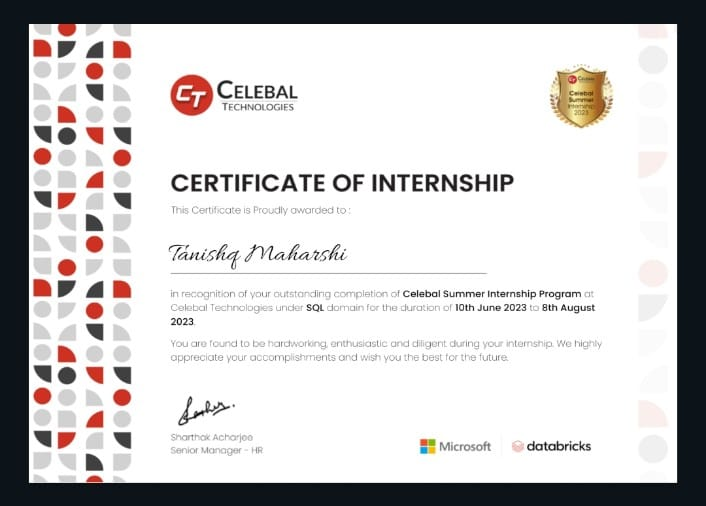 CT CELEBAL
TECHNOLOGIES
CELEBAL
Celebal
Summer
Internship
2023
CERTIFICATE OF INTERNSHIP
This Certificate is Proudly awarded to :
Tanishq Maharshi
in recognition of your outstanding completion of Celebal Summer Internship Program at
Celebal Technologies under SQL domain for the duration of 10th June 2023 to 8th August
2023.
You are found to be hardworking, enthusiastic and diligent during your internship. We highly
appreciate your accomplishments and wish you the best for the future.
Sharthak Acharjee
Senior Manager - HR
Microsoft
databricks